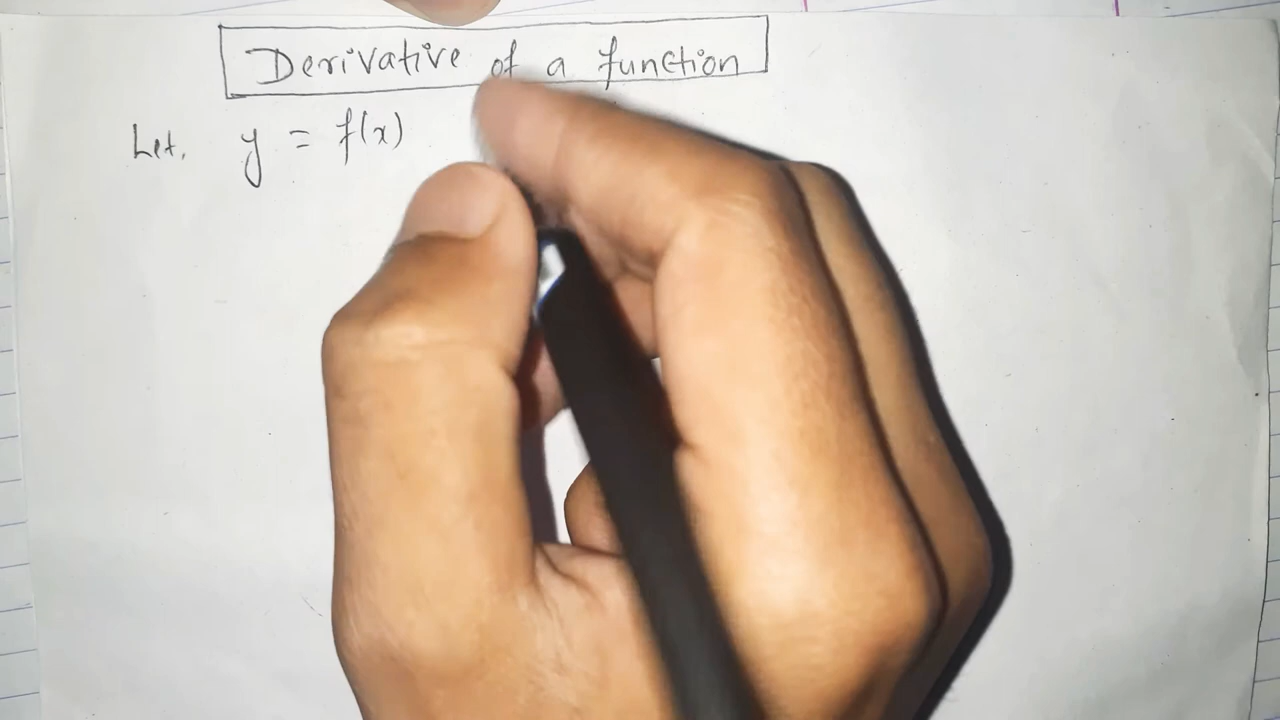 Derivative of a function
Let, y = f(x)